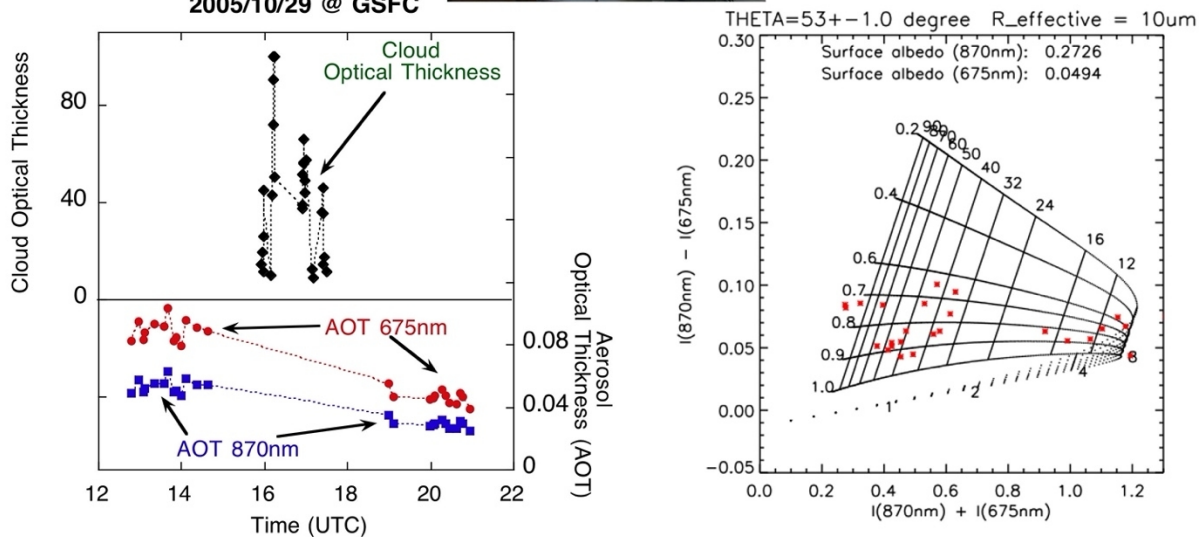 2005/10/29 @ GSFC
Cloud
Optical Thickness
Cloud Optical Thickness
80
40
0
AOT 675nm
AOT 870nm
0.08
0.04
0
Aerosol
Optical Thickness (AOT)
12 14 16 18 20 22
Time (UTC)
THETA=53+-1.0 degree R_effective = 10um
Surface albedo (870nm): 0.2726
Surface albedo (675nm): 0.0494
0.30
0.25
0.20
0.15
0.10
0.05
0.00
-0.05
I(870nm) - I(675nm)
0.2 90 80 70 60 50 40 32 24 16 12
0.4
0.6
0.7
0.8
0.9
1.0
1 2 4 8
0.0 0.2 0.4 0.6 0.8 1.0 1.2
I(870nm) + I(675nm)